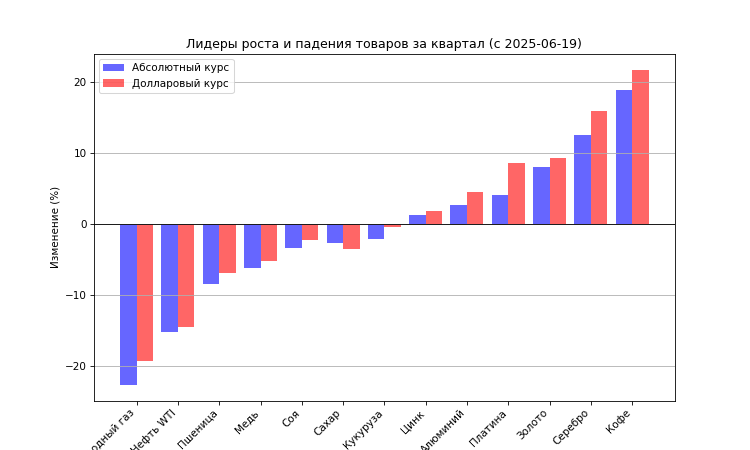 Лидеры роста и падения товаров за квартал (с 2025-06-19)
Абсолютный курс
Долларовый курс
Изменение (%)
20
10
0
−10
−20
газ
Нефть WTI
Пшеница
Медь
Соя
Сахар
Кукуруза
Цинк
Алюминий
Платина
Золото
Серебро
Кофе